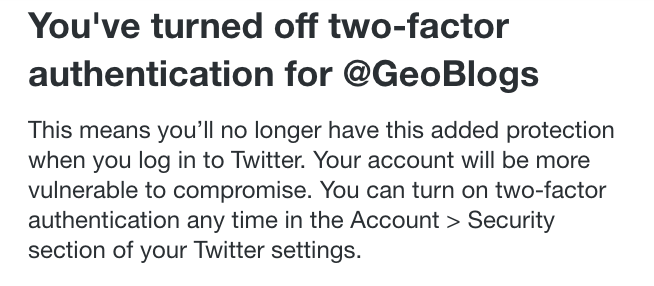 You've turned off two-factor
authentication for @GeoBlogs
This means you’ll no longer have this added protection
when you log in to Twitter. Your account will be more
vulnerable to compromise. You can turn on two-factor
authentication any time in the Account > Security
section of your Twitter settings.